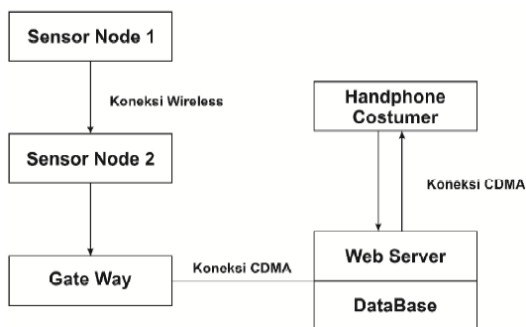 Sensor Node 1
Koneksi Wireless
Handphone
Costumer
Sensor Node 2
Koneksi CDMA
Web Server
Koneksi CDMA
Gate Way
DataBase